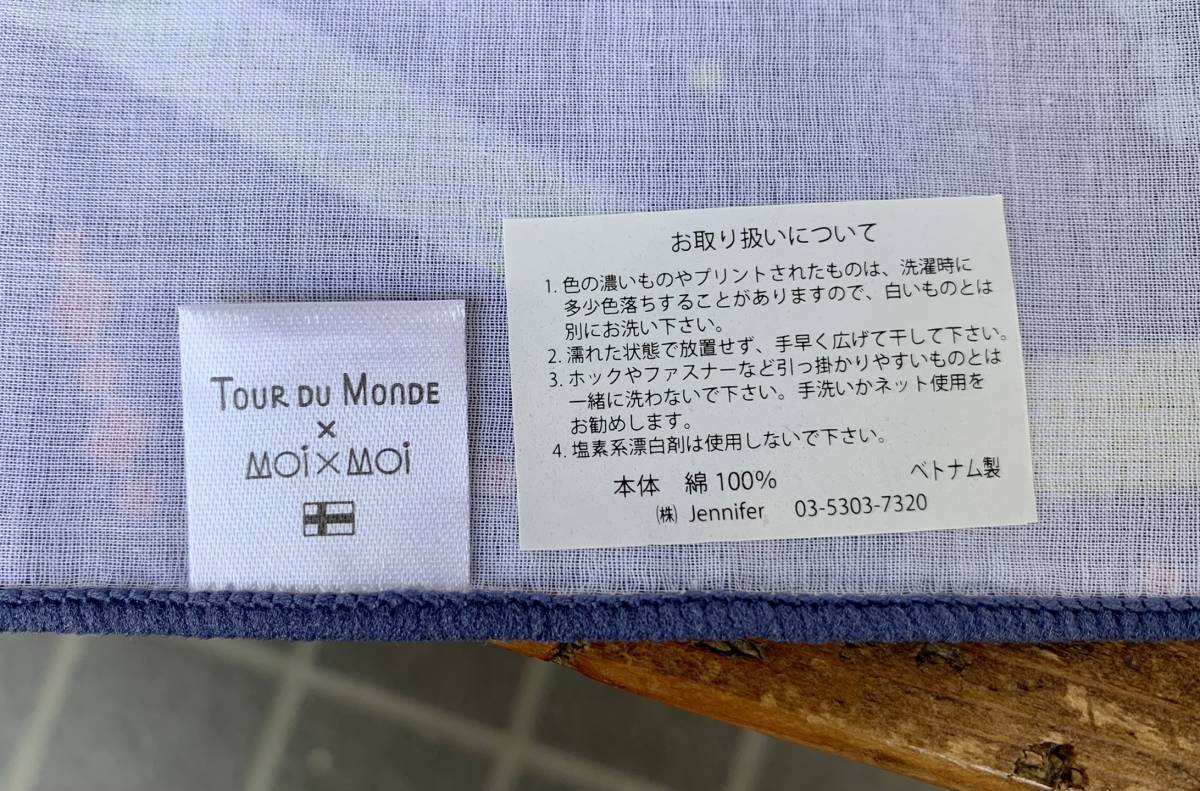 TOUR DU MONDE
×
MOi×MOi
お取り扱いについて
1. 色の濃いものやプリントされたものは、洗濯時に
多少色落ちすることがありますので、白いものとは
別にお洗い下さい。
2. 濡れた状態で放置せず、手早く広げて干して下さい。
3. ホックやファスナーなど引っ掛かりやすいものとは
一緒に洗わないで下さい。手洗いかネット使用を
お勧めします。
4. 塩素系漂白剤は使用しないで下さい。
本体 綿100% ベトナム製
㈱ Jennifer 03-5303-7320